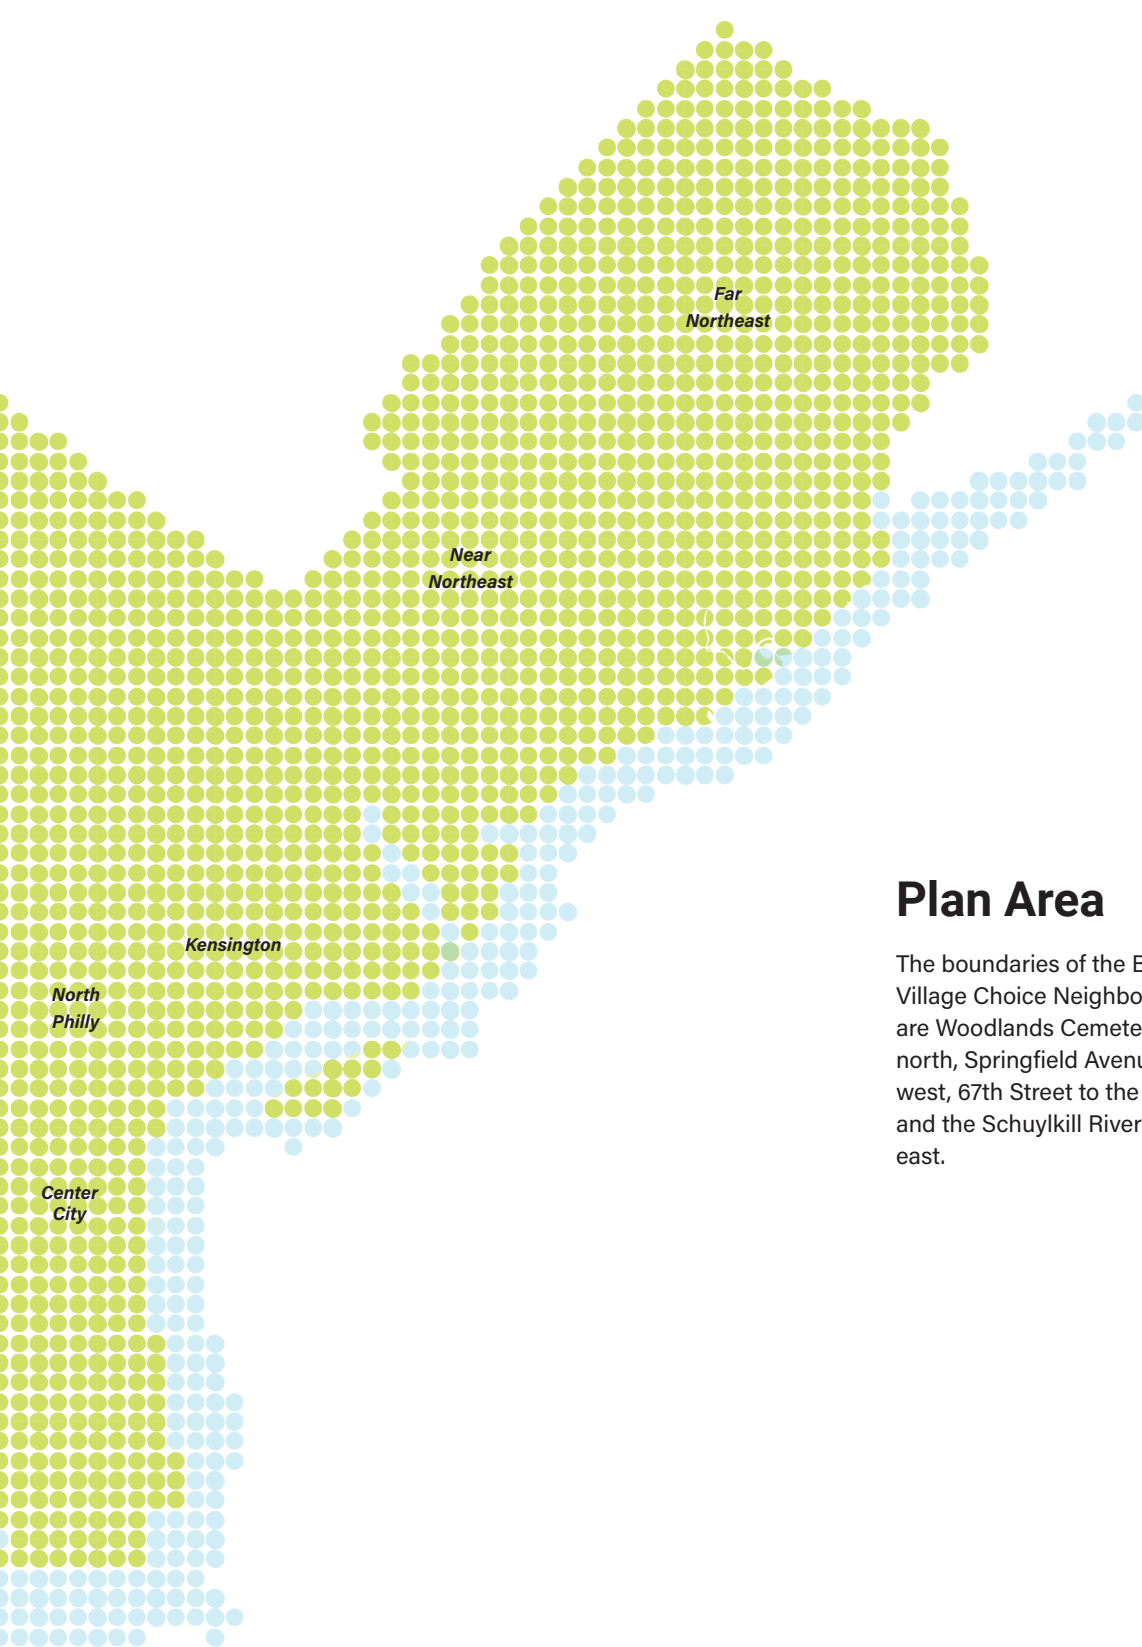 Far
Northeast
Near
Northeast
Kensington
North
Philly
Center
City
Plan Area
The boundaries of the
Village Choice
are Woodlands
north, Springfield
west, 67th Street to the
and the Schuylkill River
east.